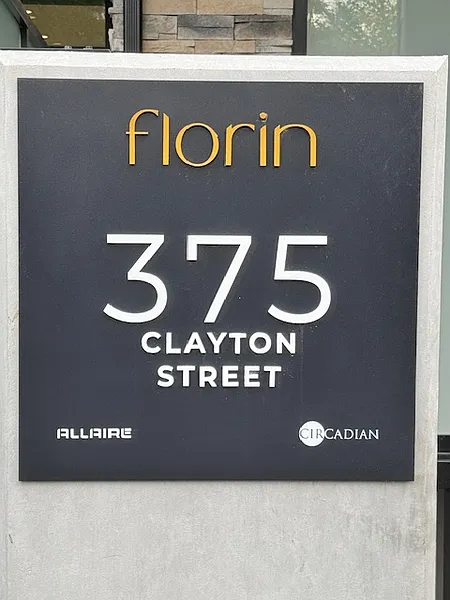 florin
375
CLAYTON
STREET
ALLAIRE CIRCADIAN